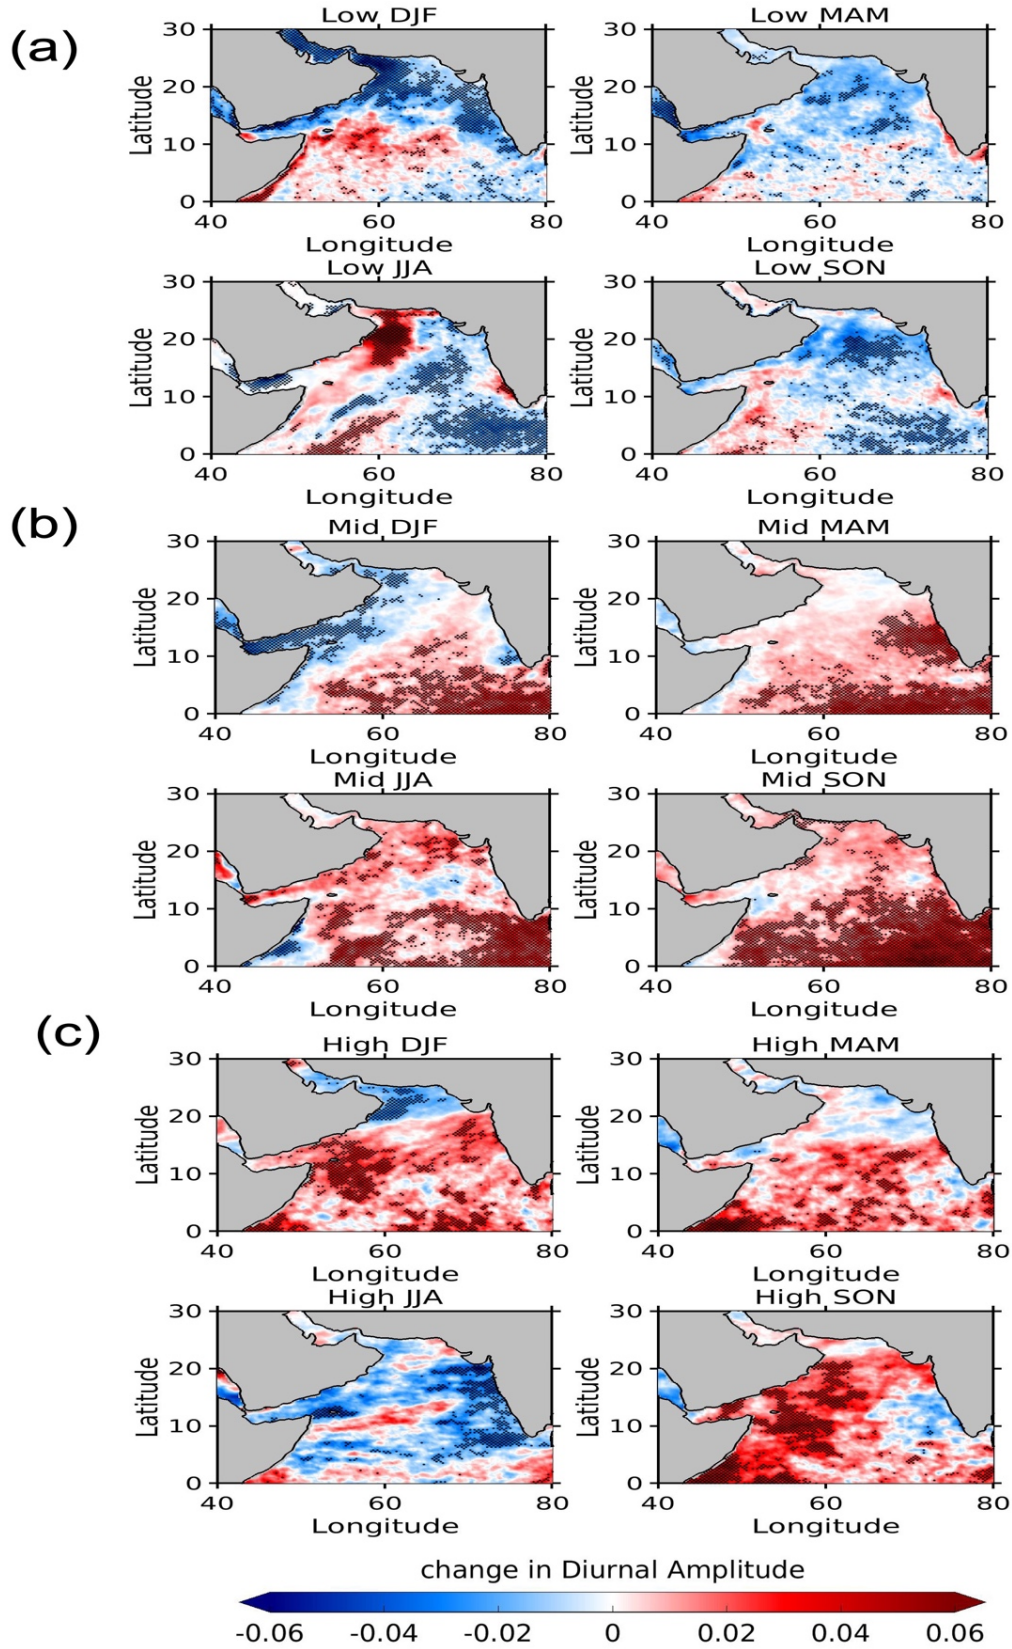 (a)
Low DJF
Low MAM
30
20
10
0
Latitude
40
60
80
Longitude
30
20
10
0
Latitude
40
60
80
Longitude
Low JJA
Low SON
30
20
10
0
Latitude
40
60
80
Longitude
30
20
10
0
Latitude
40
60
80
Longitude
(b)
Mid DJF
Mid MAM
30
20
10
0
Latitude
40
60
80
Longitude
30
20
10
0
Latitude
40
60
80
Longitude
Mid JJA
Mid SON
30
20
10
0
Latitude
40
60
80
Longitude
30
20
10
0
Latitude
40
60
80
Longitude
(c)
High DJF
High MAM
30
20
10
0
Latitude
40
60
80
Longitude
30
20
10
0
Latitude
40
60
80
Longitude
High JJA
High SON
30
20
10
0
Latitude
40
60
80
Longitude
30
20
10
0
Latitude
40
60
80
Longitude
change in Diurnal Amplitude
-0.06 -0.04 -0.02 0 0.02 0.04 0.06